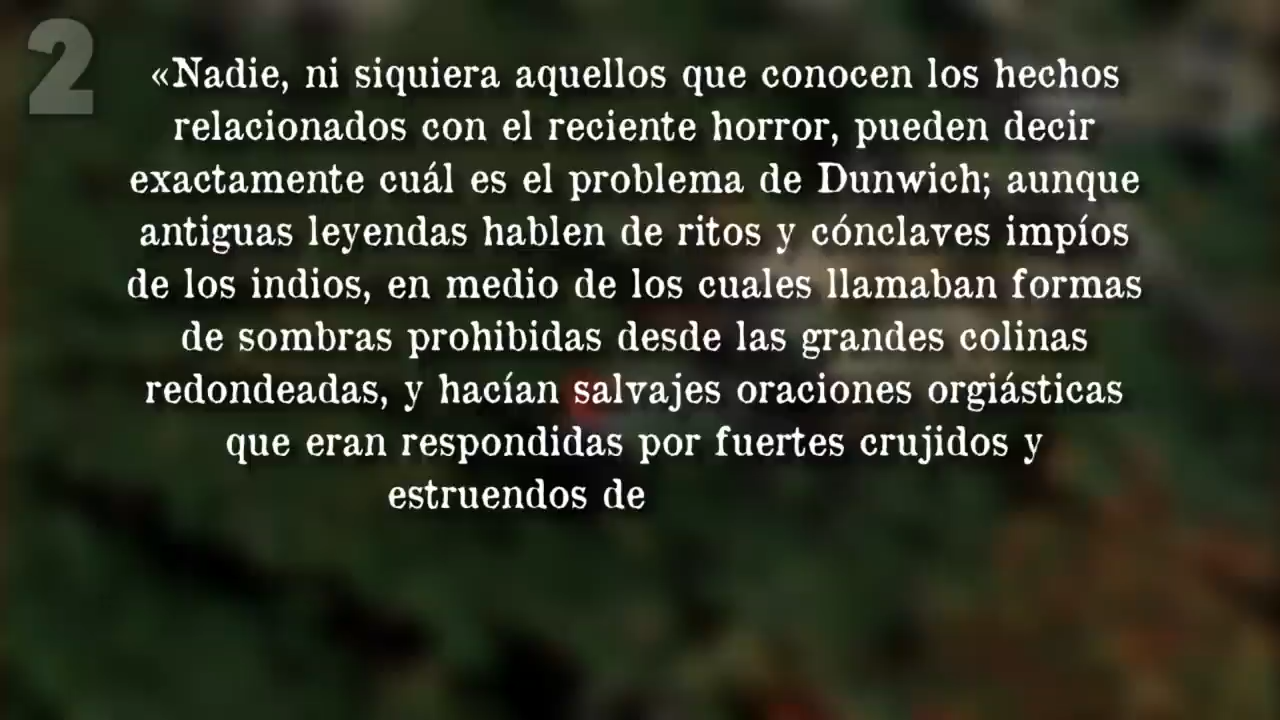 2
«Nadie, ni siquiera aquellos que conocen los hechos
relacionados con el reciente horror, pueden decir
exactamente cuál es el problema de Dunwich; aunque
antiguas leyendas hablen de ritos y cónclaves impíos
de los indios, en medio de los cuales llamaban formas
de sombras prohibidas desde las grandes colinas
redondeadas, y hacían salvajes oraciones orgiásticas
que eran respondidas por fuertes crujidos y
estruendos de